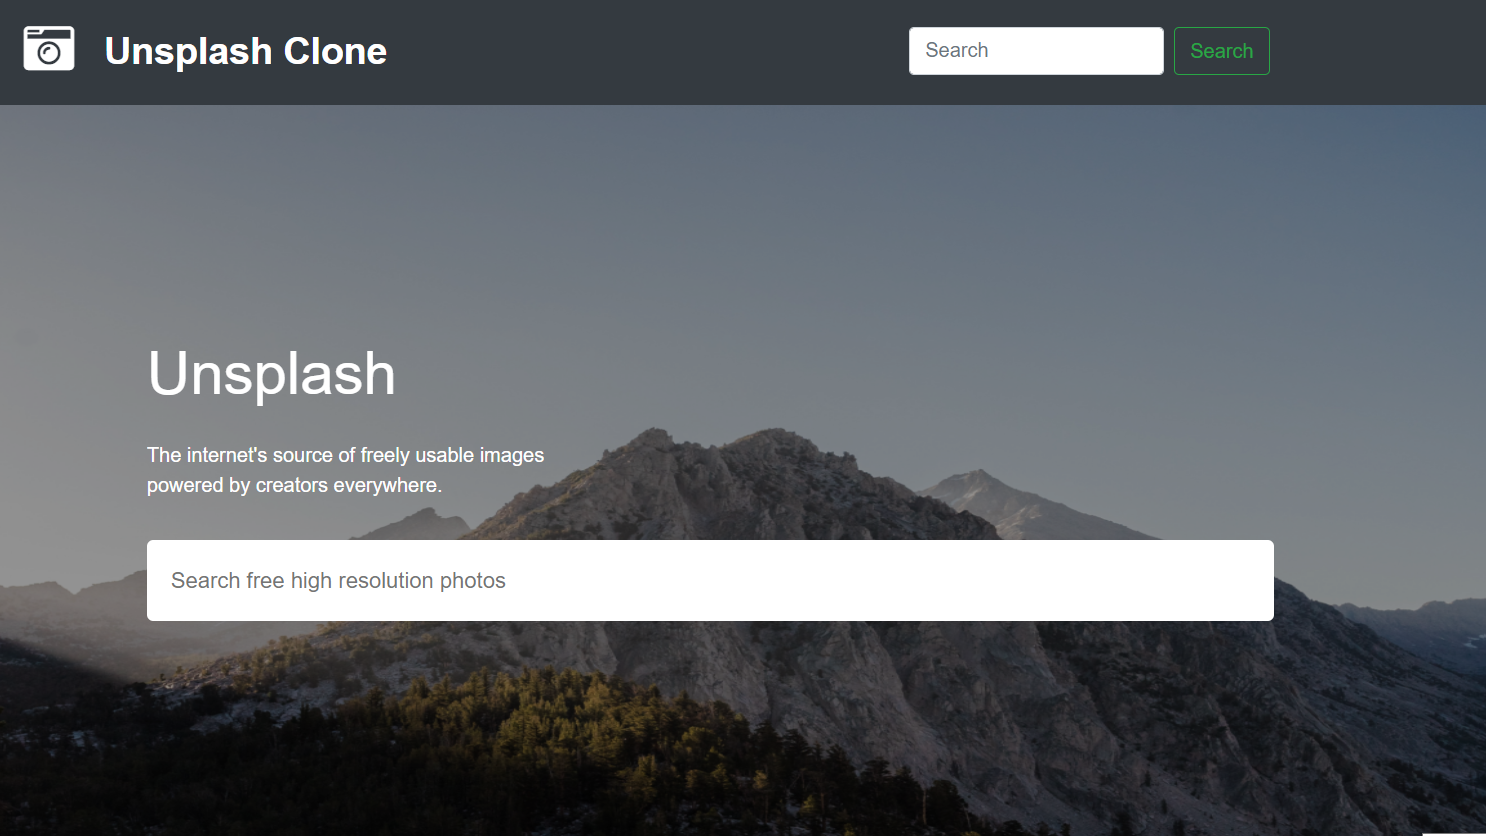 Unsplash Clone
Search
Search
Unsplash
The internet's source of freely usable images
powered by creators everywhere.
Search free high resolution photos